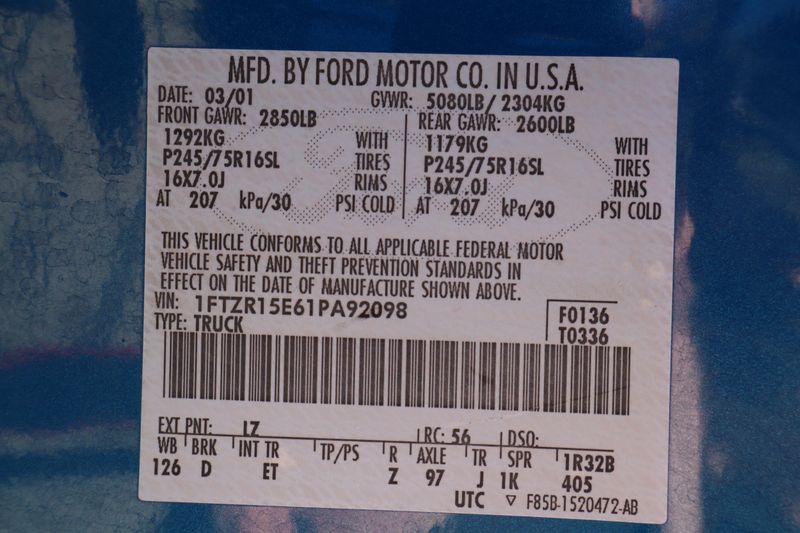 MFD. BY FORD MOTOR CO. IN U.S.A.
DATE: 03/01 GVWR: 5080LB/ 2304KG
FRONT GAWR: 2850LB REAR GAWR: 2600LB
1292KG WITH 1179KG WITH
P245/75R16SL TIRES P245/75R16SL TIRES
16X7.0J RIMS 16X7.0J RIMS
AT 207 kPa/30 PSI COLD AT 207 kPa/30 PSI COLD
THIS VEHICLE CONFORMS TO ALL APPLICABLE FEDERAL MOTOR
VEHICLE SAFETY AND THEFT PREVENTION STANDARDS IN
EFFECT ON THE DATE OF MANUFACTURE SHOWN ABOVE.
VIN: 1FTZR15E61PA92098
TYPE: TRUCK
F0136
T0336
EXT PNT: LZ RC: 56 DSO:
WB BRK INT TR TP/PS R AXLE TR SPR 1R32B
126 D ET Z 97 J 1K 405
UTC ▽ F85B-1520472-AB